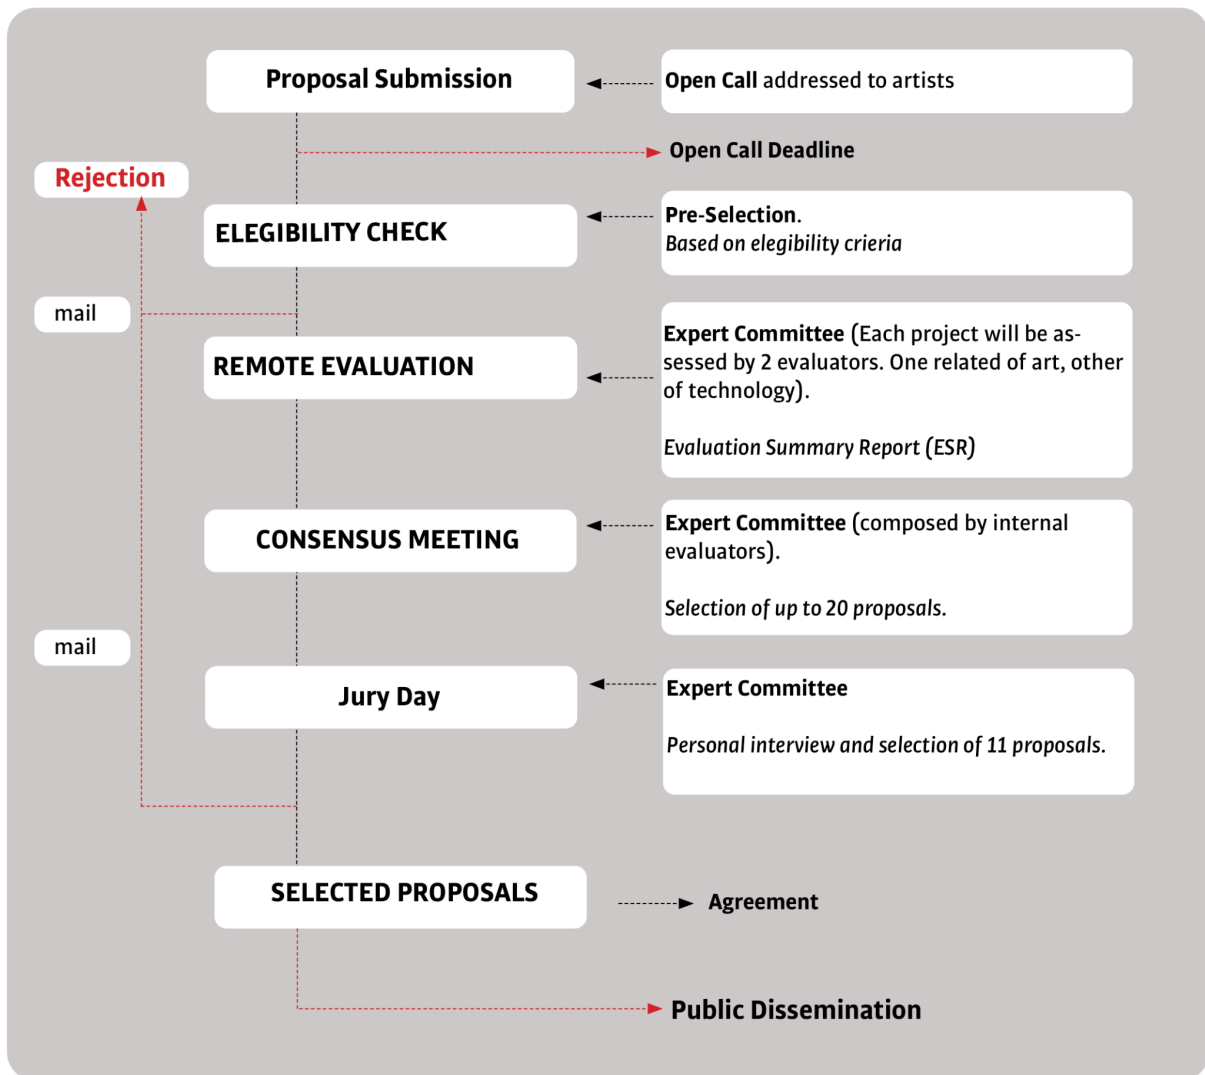 Proposal Submission
Open Call addressed to artists
Open Call Deadline
Rejection
ELEGIBILITY CHECK
Pre-Selection.
Based on elegibility crieria
mail
REMOTE EVALUATION
Expert Committee (Each project will be as-
sessed by 2 evaluators. One related of art, other
of technology).
Evaluation Summary Report (ESR)
CONSENSUS MEETING
Expert Committee (composed by internal
evaluators).
Selection of up to 20 proposals.
mail
Jury Day
Expert Committee
Personal interview and selection of 11 proposals.
SELECTED PROPOSALS
Agreement
Public Dissemination